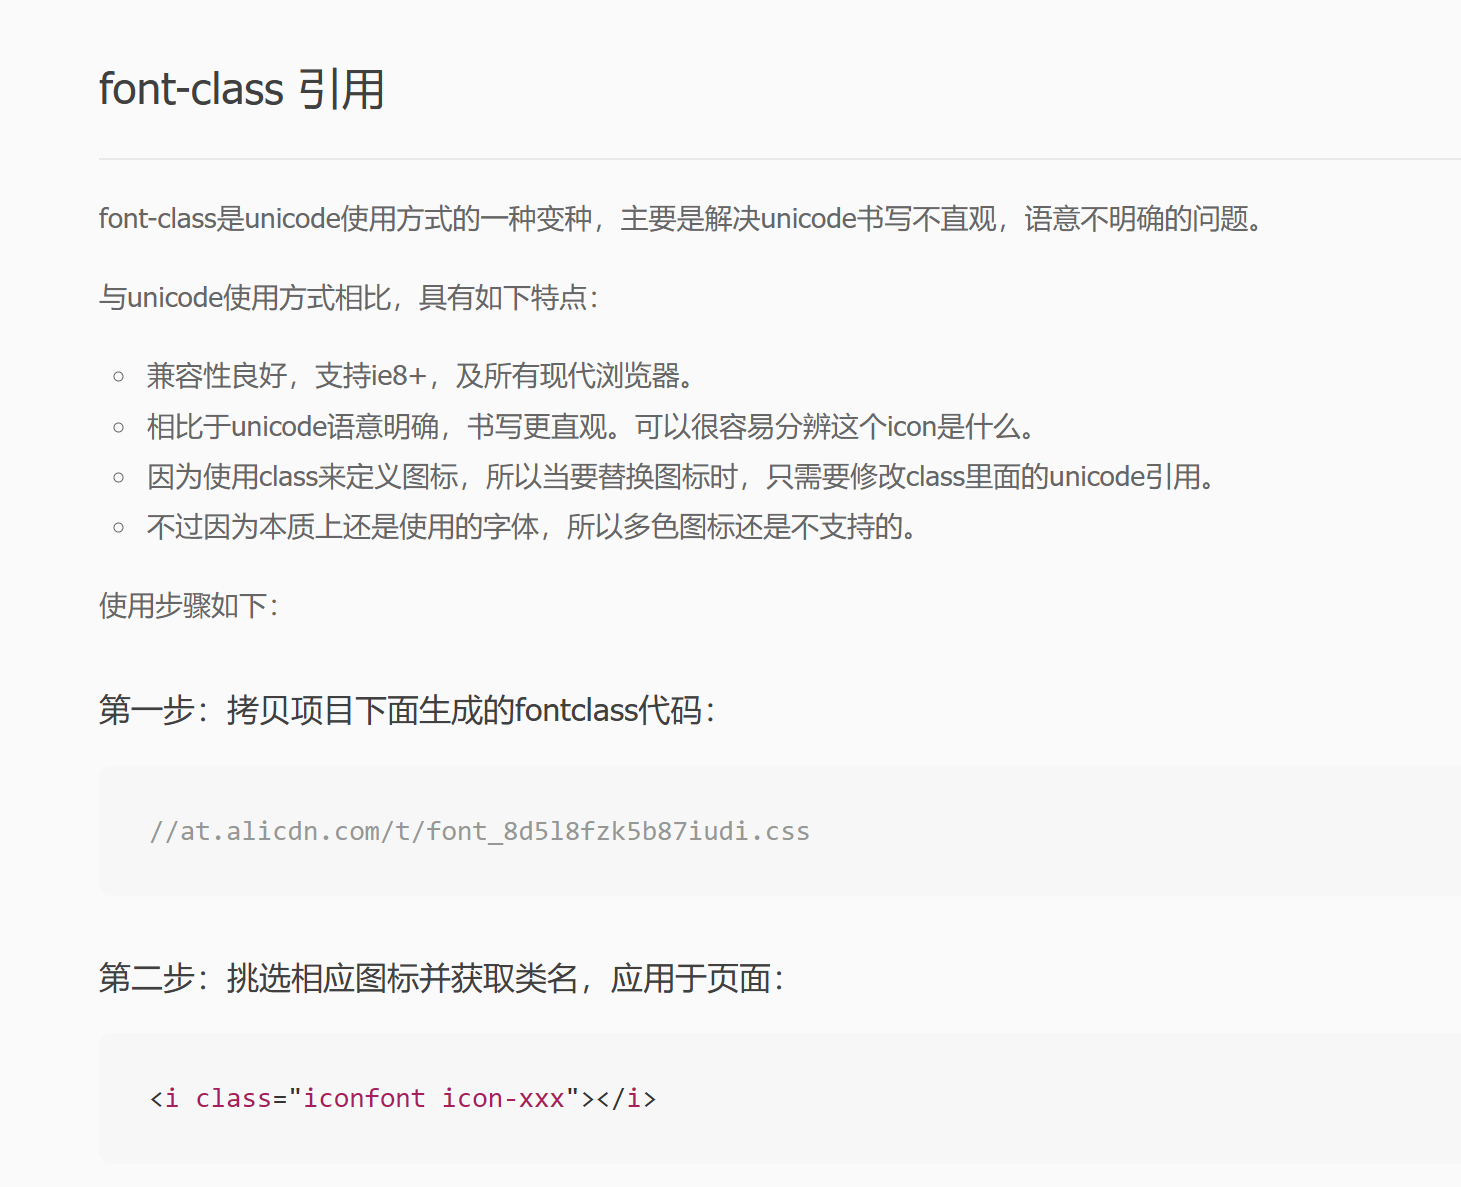 font-class 引用
font-class是unicode使用方式的一种变种，主要是解决unicode书写不直观，语意不明确的问题。
与unicode使用方式相比，具有如下特点：
兼容性良好，支持ie8+，及所有现代浏览器。
相比于unicode语意明确，书写更直观。可以很容易分辨这个icon是什么。
因为使用class来定义图标，所以当要替换图标时，只需要修改class里面的unicode引用。
不过因为本质上还是使用的字体，所以多色图标还是不支持的。
使用步骤如下：
第一步：拷贝项目下面生成的fontclass代码：
//at.alicdn.com/t/font_8d5l8fzk5b87iudi.css
第二步：挑选相应图标并获取类名，应用于页面：
<i class="iconfont icon-xxx"></i>